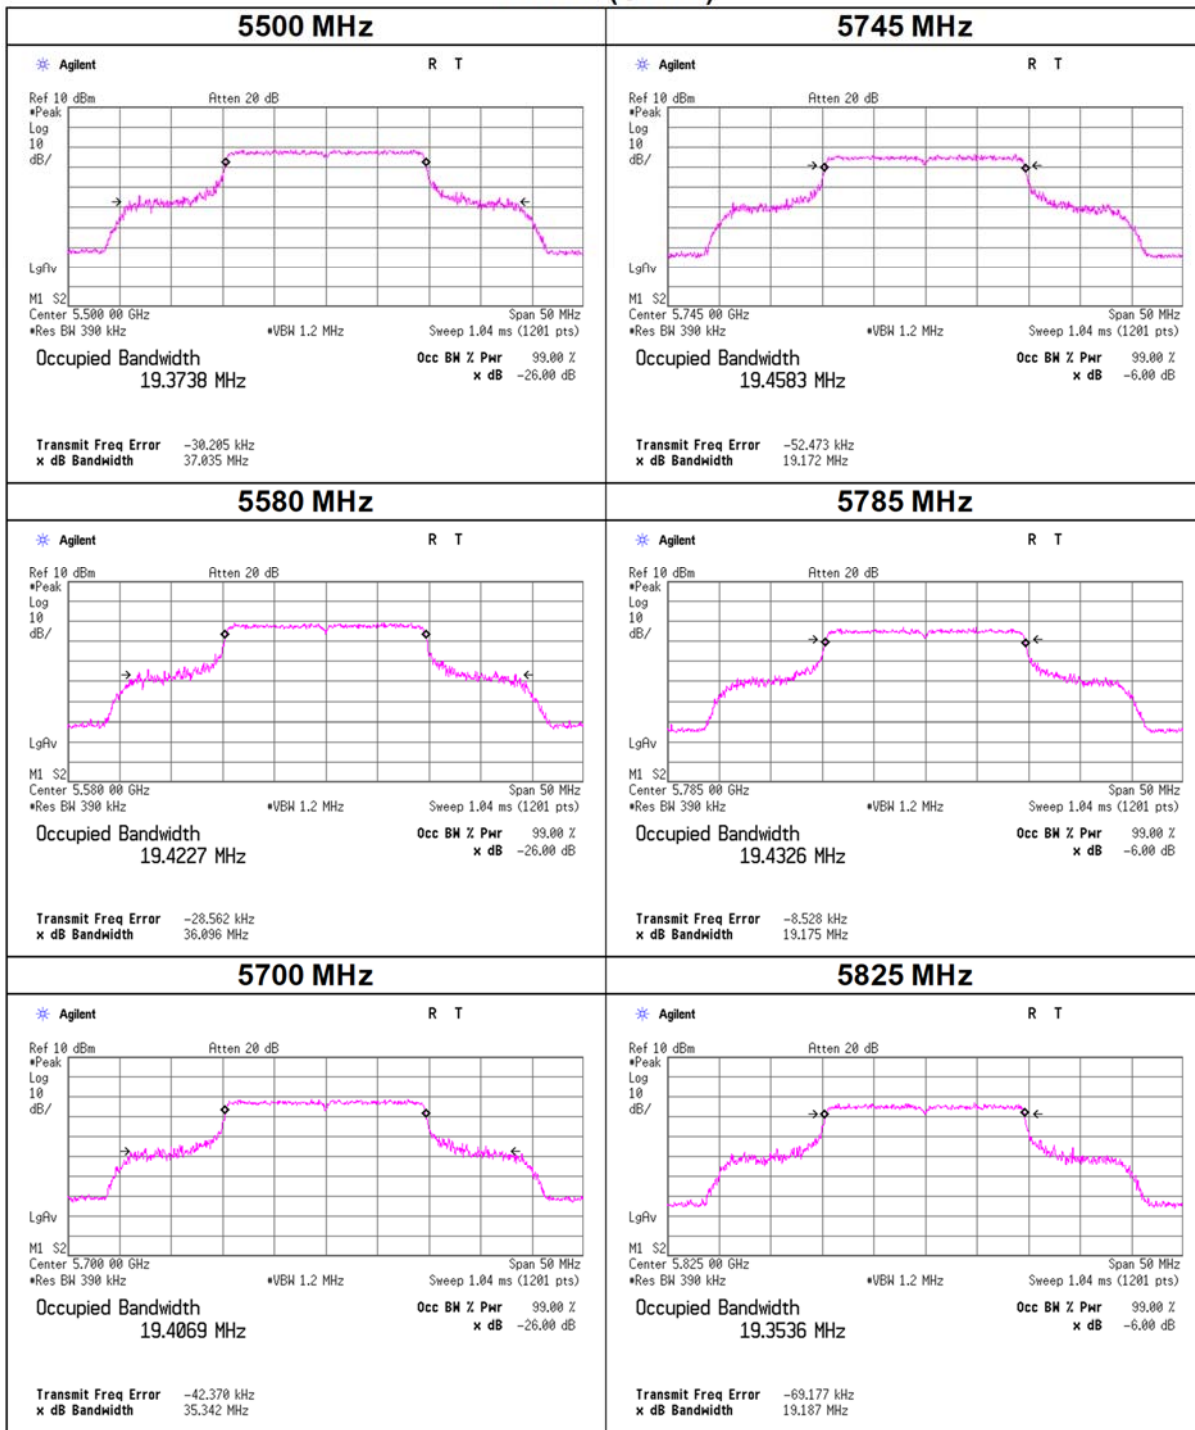 5500 MHz
Agilent
R T
Ref 10 dBm Atten 20 dB
*Peak
Log
10
dB/
LgAv
M1 S2
Center 5.500 00 GHz Span 50 MHz
*Res BW 390 kHz *VBW 1.2 MHz Sweep 1.04 ms (1201 pts)
Occupied Bandwidth Occ BW % Pwr 99.00 %
19.3738 MHz x dB -26.00 dB
Transmit Freq Error -30.205 kHz
x dB Bandwidth 37.035 MHz
5745 MHz
Agilent
R T
Ref 10 dBm Atten 20 dB
*Peak
Log
10
dB/
LgAv
M1 S2
Center 5.745 00 GHz Span 50 MHz
*Res BW 390 kHz *VBW 1.2 MHz Sweep 1.04 ms (1201 pts)
Occupied Bandwidth Occ BW % Pwr 99.00 %
19.4583 MHz x dB -6.00 dB
Transmit Freq Error -52.473 kHz
x dB Bandwidth 19.172 MHz
5580 MHz
Agilent
R T
Ref 10 dBm Atten 20 dB
*Peak
Log
10
dB/
LgAv
M1 S2
Center 5.580 00 GHz Span 50 MHz
*Res BW 390 kHz *VBW 1.2 MHz Sweep 1.04 ms (1201 pts)
Occupied Bandwidth Occ BW % Pwr 99.00 %
19.4227 MHz x dB -26.00 dB
Transmit Freq Error -28.562 kHz
x dB Bandwidth 36.096 MHz
5785 MHz
Agilent
R T
Ref 10 dBm Atten 20 dB
*Peak
Log
10
dB/
LgAv
M1 S2
Center 5.785 00 GHz Span 50 MHz
*Res BW 390 kHz *VBW 1.2 MHz Sweep 1.04 ms (1201 pts)
Occupied Bandwidth Occ BW % Pwr 99.00 %
19.4326 MHz x dB -6.00 dB
Transmit Freq Error -8.528 kHz
x dB Bandwidth 19.175 MHz
5700 MHz
Agilent
R T
Ref 10 dBm Atten 20 dB
*Peak
Log
10
dB/
LgAv
M1 S2
Center 5.700 00 GHz Span 50 MHz
*Res BW 390 kHz *VBW 1.2 MHz Sweep 1.04 ms (1201 pts)
Occupied Bandwidth Occ BW % Pwr 99.00 %
19.4069 MHz x dB -26.00 dB
Transmit Freq Error -42.370 kHz
x dB Bandwidth 35.342 MHz
5825 MHz
Agilent
R T
Ref 10 dBm Atten 20 dB
*Peak
Log
10
dB/
LgAv
M1 S2
Center 5.825 00 GHz Span 50 MHz
*Res BW 390 kHz *VBW 1.2 MHz Sweep 1.04 ms (1201 pts)
Occupied Bandwidth Occ BW % Pwr 99.00 %
19.3536 MHz x dB -6.00 dB
Transmit Freq Error -69.177 kHz
x dB Bandwidth 19.187 MHz